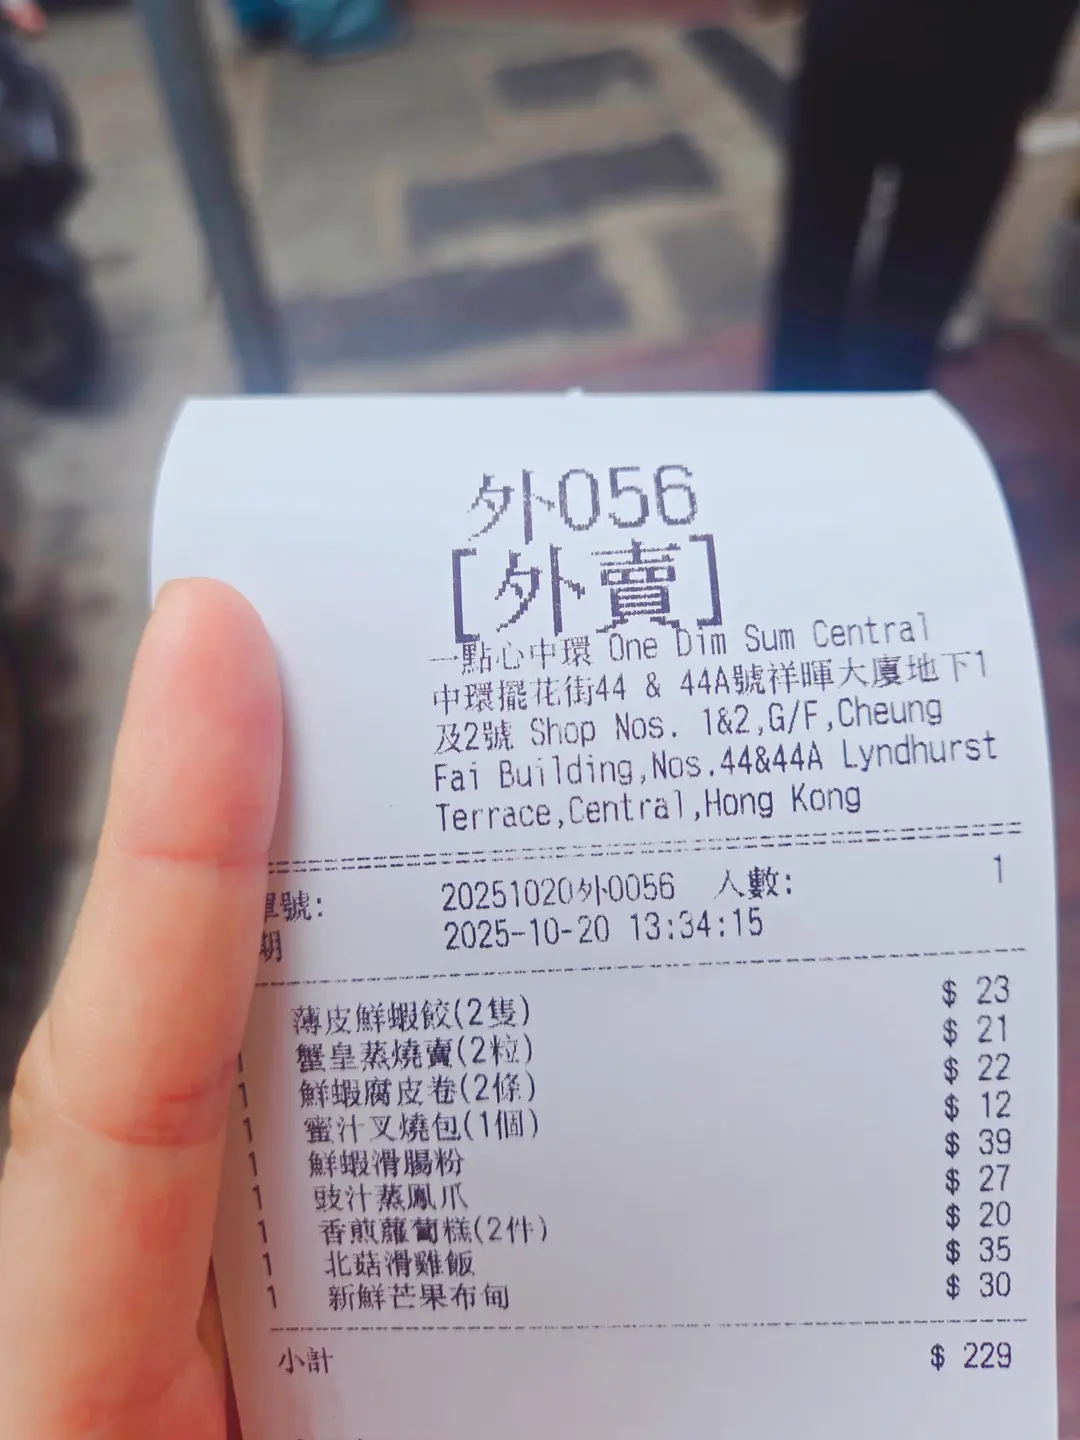 外056
[外賣]
一點心中環 One Dim Sum Central
中環擺花街44 & 44A號祥暉大廈地下1
及2號 Shop Nos. 1&2,G/F,Cheung
Fai Building,Nos.44&44A Lyndhurst
Terrace,Central,Hong Kong
單號: 20251020外0056 人數: 1
期 2025-10-20 13:34:15
薄皮鮮蝦餃(2隻) $ 23
1 蟹皇蒸燒賣(2粒) $ 21
1 鮮蝦腐皮卷(2條) $ 22
1 蜜汁叉燒包(1個) $ 12
1 鮮蝦滑腸粉 $ 39
1 豉汁蒸鳳爪 $ 27
1 香煎蘿蔔糕(2件) $ 20
1 北菇滑雞飯 $ 35
1 新鮮芒果布甸 $ 30
小計 $ 229